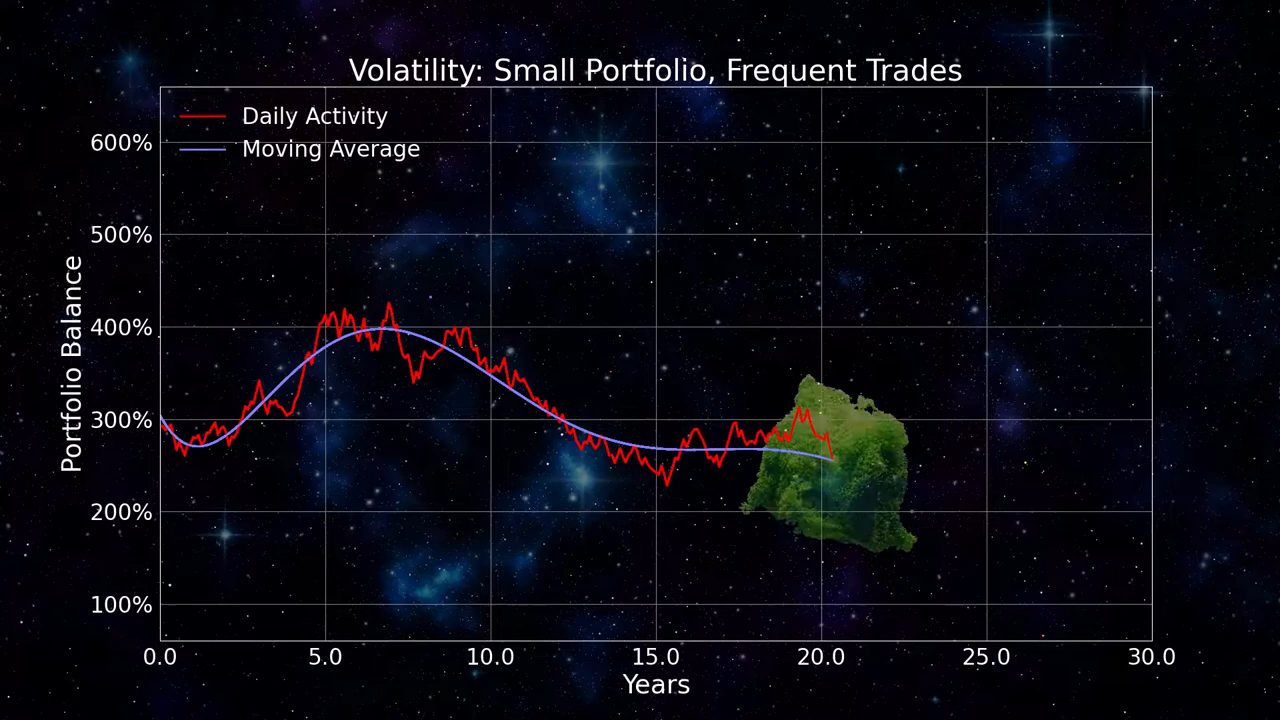 Volatility: Small Portfolio, Frequent Trades
Daily Activity
Moving Average
600%
500%
400%
300%
200%
100%
Portfolio Balance
0.0 5.0 10.0 15.0 20.0 25.0 30.0
Years